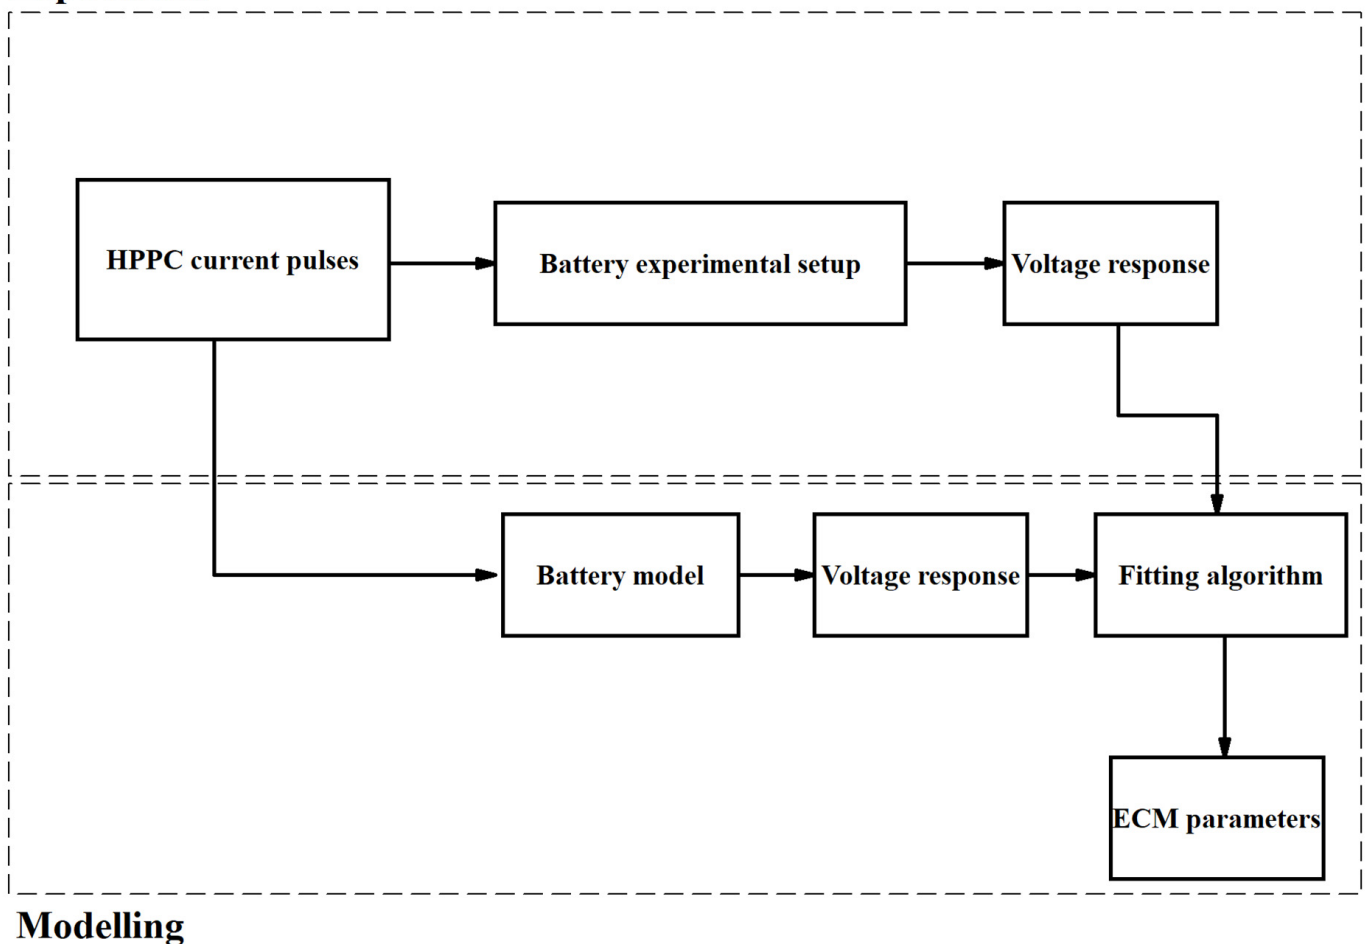 HPPC current pulses
Battery experimental setup
Voltage response
Battery model
Voltage response
Fitting algorithm
ECM parameters
Modelling